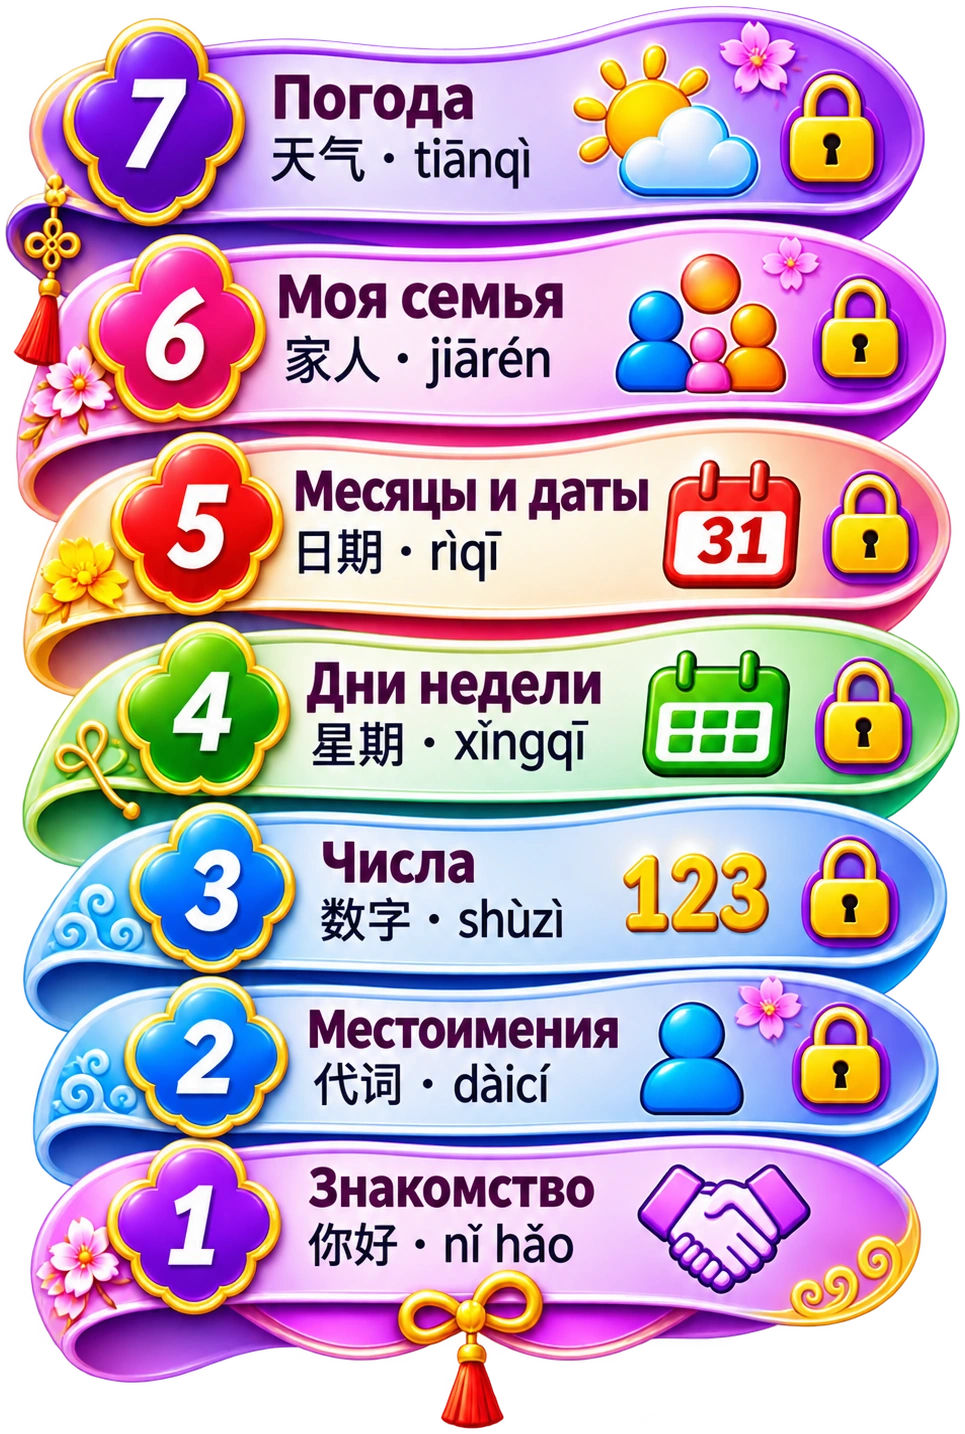 7
Погода
天气・tiānqì
6
Моя семья
家人・jiārén
5
Месяцы и даты
日期・rìqī
31
4
Дни недели
星期・xǐngqī
3
Числа
数字・shùzì
123
2
Местоимения
代词・dàicí
1
Знакомство
你好・nǐ hǎo